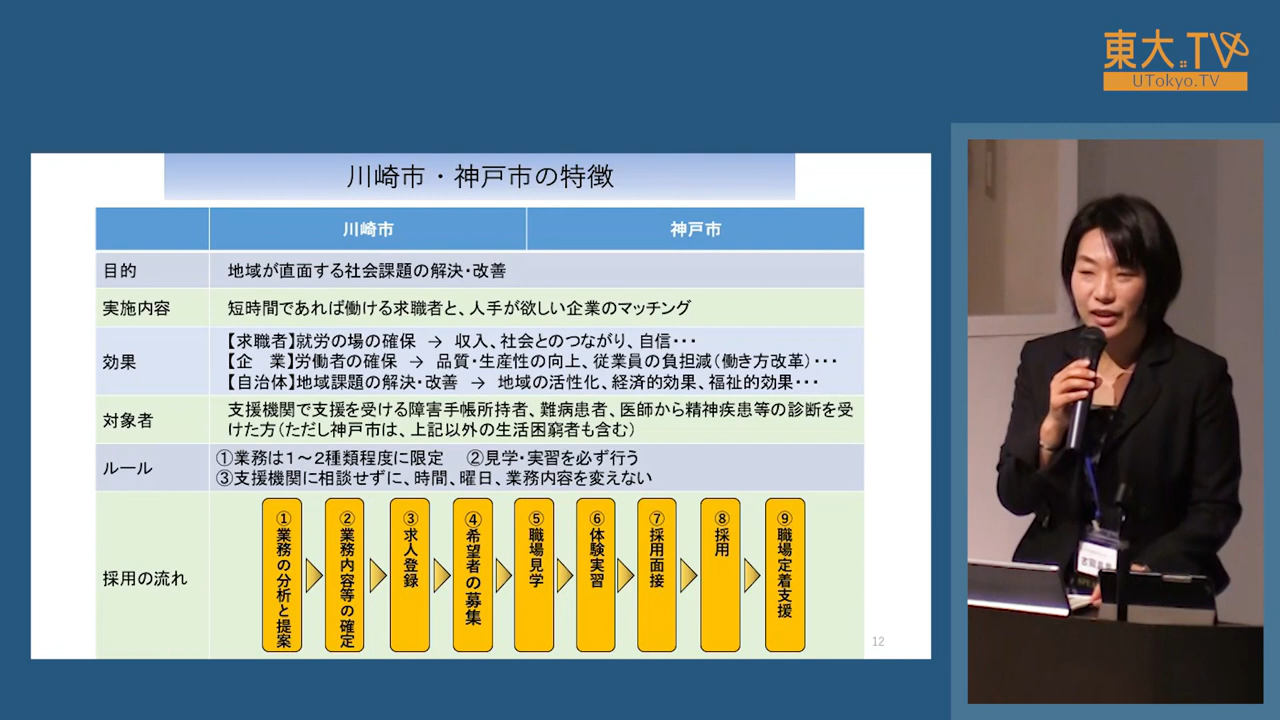 東大.TV
UTokyo.TV
川崎市・神戸市の特徴
川崎市
神戸市
目的
地域が直面する社会課題の解決・改善
実施内容
短時間であれば働ける求職者と、人手が欲しい企業のマッチング
効果
【求職者】就労の場の確保 → 収入、社会とのつながり、自信・・・
【企　業】労働者の確保 → 品質・生産性の向上、従業員の負担減（働き方改革）・・・
【自治体】地域課題の解決・改善 → 地域の活性化、経済的効果、福祉的効果・・・
対象者
支援機関で支援を受ける障害手帳所持者、難病患者、医師から精神疾患等の診断を受
けた方（ただし神戸市は、上記以外の生活困窮者も含む）
ルール
①業務は１～２種類程度に限定　②見学・実習を必ず行う
③支援機関に相談せずに、時間、曜日、業務内容を変えない
採用の流れ
①業務の分析と提案
②業務内容等の確定
③求人登録
④希望者の募集
⑤職場見学
⑥体験実習
⑦採用面接
⑧採用
⑨職場定着支援
12